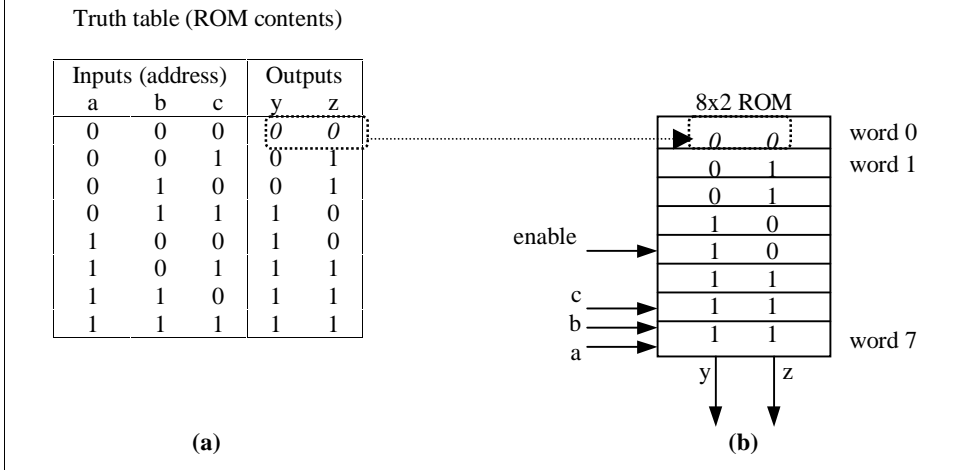 Truth table (ROM contents)
Inputs (address) Outputs
a b c y z
0 0 0 0 0
0 0 1 0 1
0 1 0 0 1
0 1 1 1 0
1 0 0 1 0
1 0 1 1 1
1 1 0 1 1
1 1 1 1 1
(a)
8x2 ROM
0 0 word 0
0 1 word 1
0 1
1 0
enable
1 0
1 1
c
1 1
b
1 1 word 7
a
y z
(b)